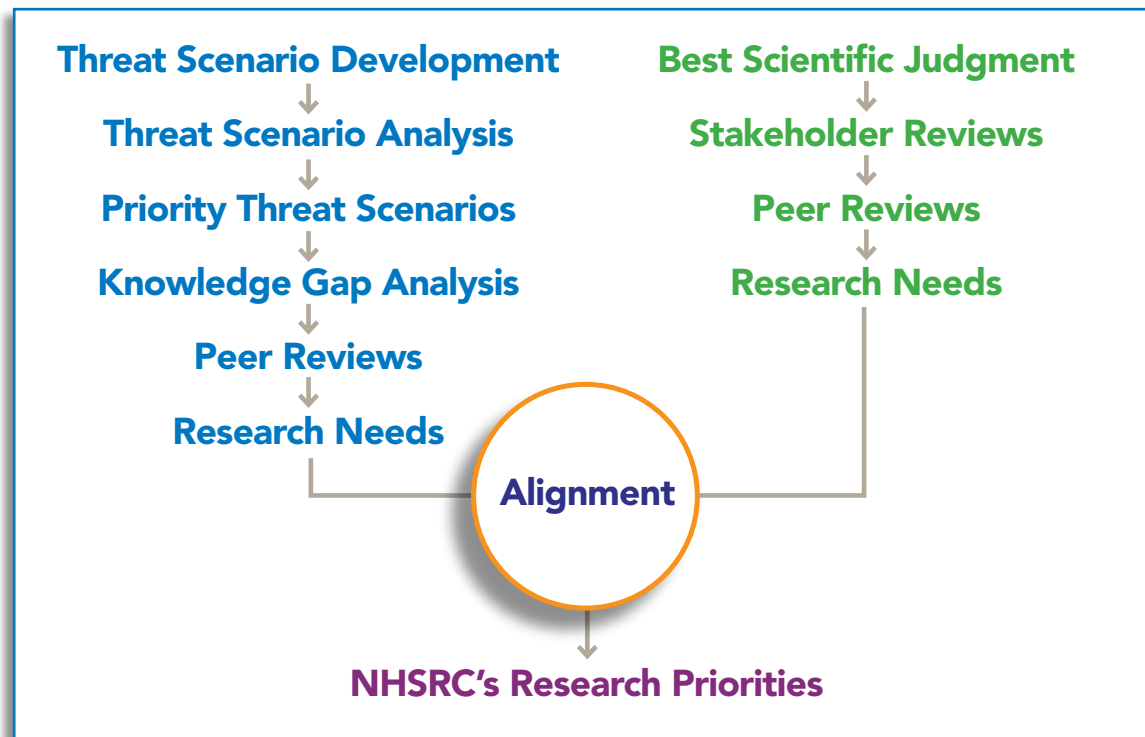 Threat Scenario Development
Threat Scenario Analysis
Priority Threat Scenarios
Knowledge Gap Analysis
Peer Reviews
Research Needs
Best Scientific Judgment
Stakeholder Reviews
Peer Reviews
Research Needs
Alignment
NHSRC’s Research Priorities